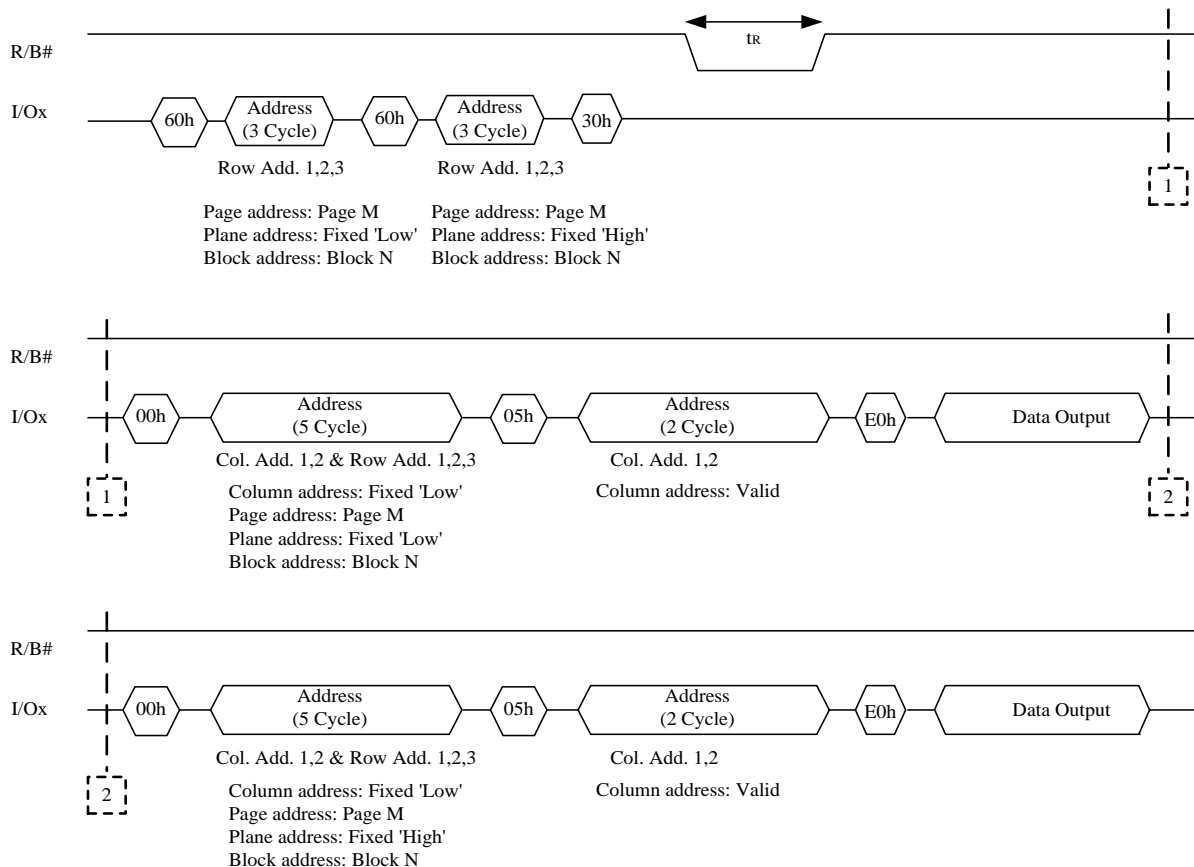 R/B#
tR
I/Ox
60h
Address
(3 Cycle)
60h
Address
(3 Cycle)
30h
Row Add. 1,2,3
Row Add. 1,2,3
Page address: Page M
Plane address: Fixed 'Low'
Block address: Block N
Page address: Page M
Plane address: Fixed 'High'
Block address: Block N
1
R/B#
I/Ox
00h
Address
(5 Cycle)
05h
Address
(2 Cycle)
E0h
Data Output
Col. Add. 1,2 & Row Add. 1,2,3
Col. Add. 1,2
Column address: Fixed 'Low'
Page address: Page M
Plane address: Fixed 'Low'
Block address: Block N
Column address: Valid
1
2
R/B#
I/Ox
00h
Address
(5 Cycle)
05h
Address
(2 Cycle)
E0h
Data Output
Col. Add. 1,2 & Row Add. 1,2,3
Col. Add. 1,2
Column address: Fixed 'Low'
Page address: Page M
Plane address: Fixed 'High'
Block address: Block N
Column address: Valid
2